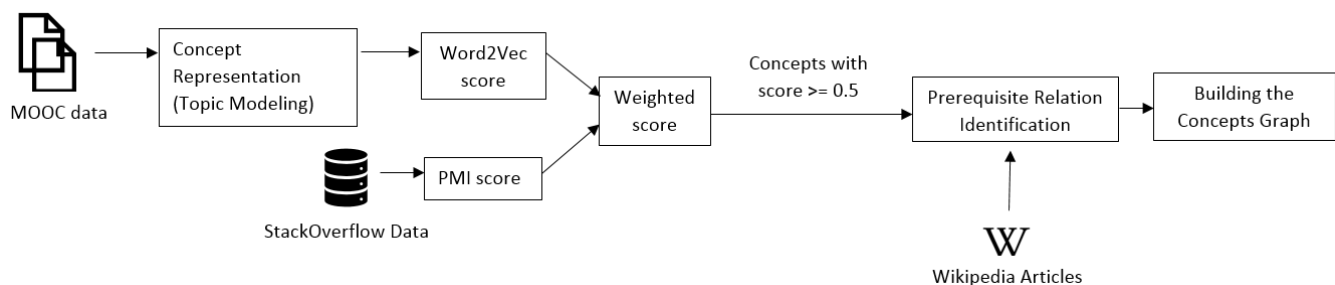 MOOC data
Concept
Representation
(Topic Modeling)
Word2Vec
score
StackOverflow Data
PMI score
Weighted
score
Concepts with
score >= 0.5
Prerequisite Relation
Identification
W
Wikipedia Articles
Building the
Concepts Graph